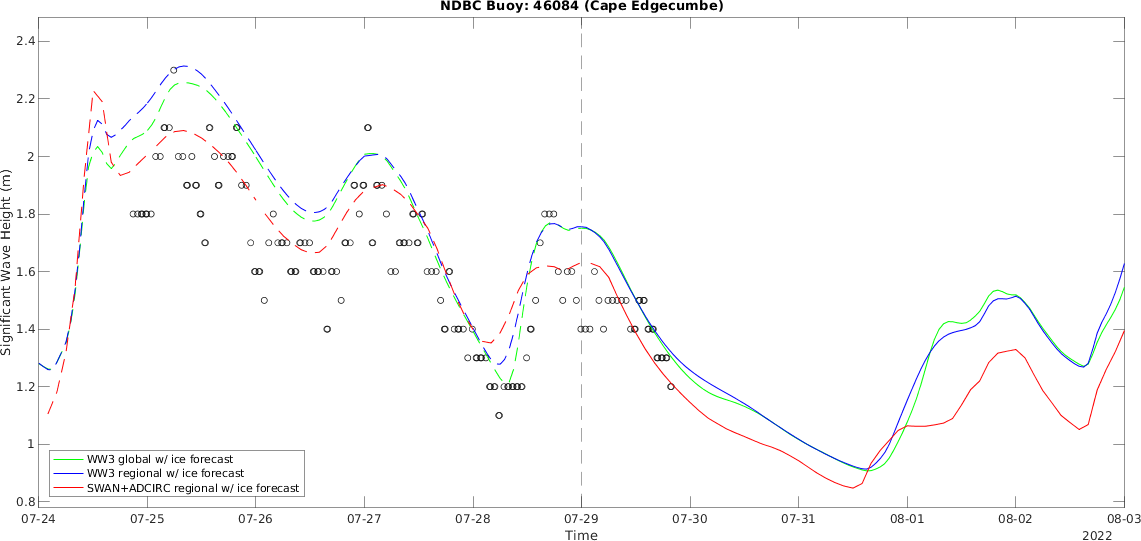 NDBC Buoy: 46084 (Cape Edgecumbe)
Significant Wave Height (m)
2.4
2.2
2
1.8
1.6
1.4
1.2
1
0.8
WW3 global w/ ice forecast
WW3 regional w/ ice forecast
SWAN+ADCIRC regional w/ ice forecast
07-24 07-25 07-26 07-27 07-28 07-29 07-30 07-31 08-01 08-02 08-03
Time
2022